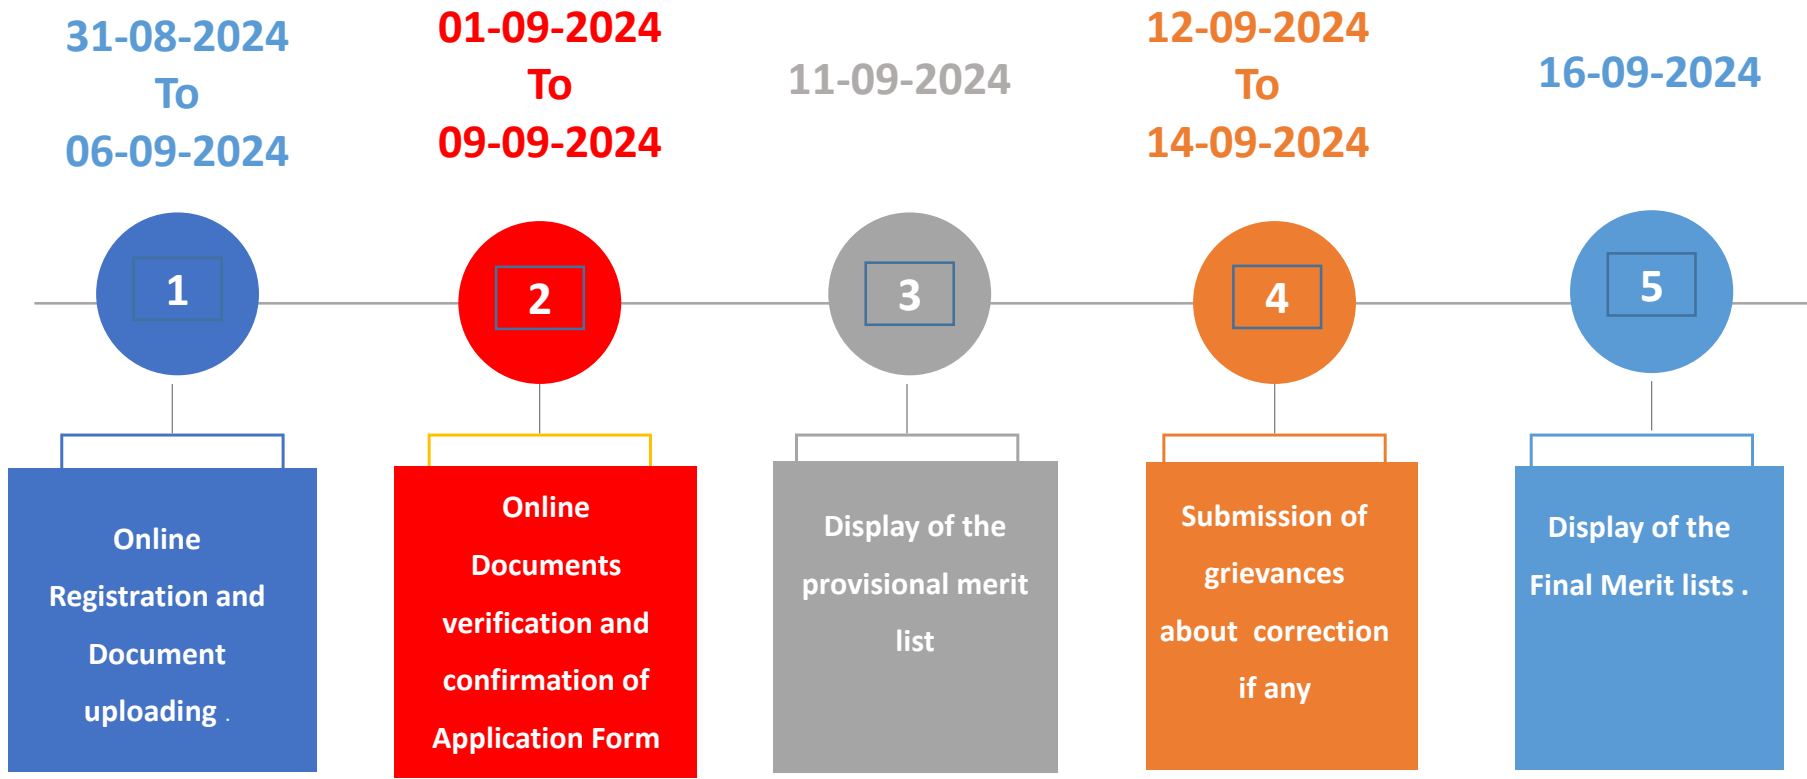 31-08-2024
To
06-09-2024
01-09-2024
To
09-09-2024
11-09-2024
12-09-2024
To
14-09-2024
16-09-2024
1
2
3
4
5
Online
Registration and
Document
uploading .
Online
Documents
verification and
confirmation of
Application Form
Display of the
provisional merit
list
Submission of
grievances
about  correction
if any
Display of the
Final Merit lists .